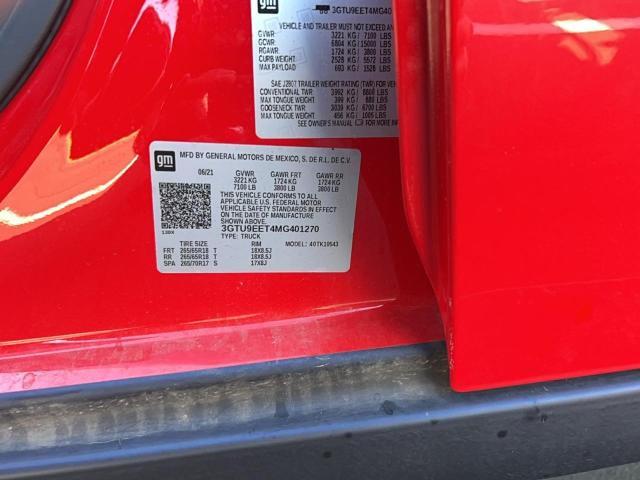 gm 3GTU9EET4MG40
VEHICLE AND TRAILER MUST NOT EXCEED AN
GVWR 3221 KG / 7100 LBS
GCWR 6804 KG / 15000 LBS
RGAWR 1724 KG / 3800 LBS
CURB WEIGHT 2528 KG / 5572 LBS
MAX PAYLOAD 693 KG / 1528 LBS
SAE J2807 TRAILER WEIGHT RATING (TWR) FOR VEH
CONVENTIONAL TWR 3992 KG / 8800 LBS
MAX TONGUE WEIGHT 399 KG / 880 LBS
GOOSENECK TWR 3039 KG / 6700 LBS
MAX TONGUE WEIGHT 456 KG / 1005 LBS
SEE OWNER'S MANUAL FOR MORE INFOR
gm MFD BY GENERAL MOTORS DE MEXICO, S. DE R.L. DE C.V.
06/21 GVWR GAWR FRT GAWR RR
3221 KG 1724 KG 1724 KG
7100 LB 3800 LB 3800 LB
THIS VEHICLE CONFORMS TO ALL
APPLICABLE U.S. FEDERAL MOTOR
VEHICLE SAFETY STANDARDS IN EFFECT
ON THE DATE OF MANUFACTURE
SHOWN ABOVE.
3GTU9EET4MG401270
TYPE: TRUCK
TIRE SIZE RIM MODEL: 40TK10543
FRT 265/65R18 T 18X8.5J
RR 265/65R18 T 18X8.5J
SPA 265/70R17 S 17X8J